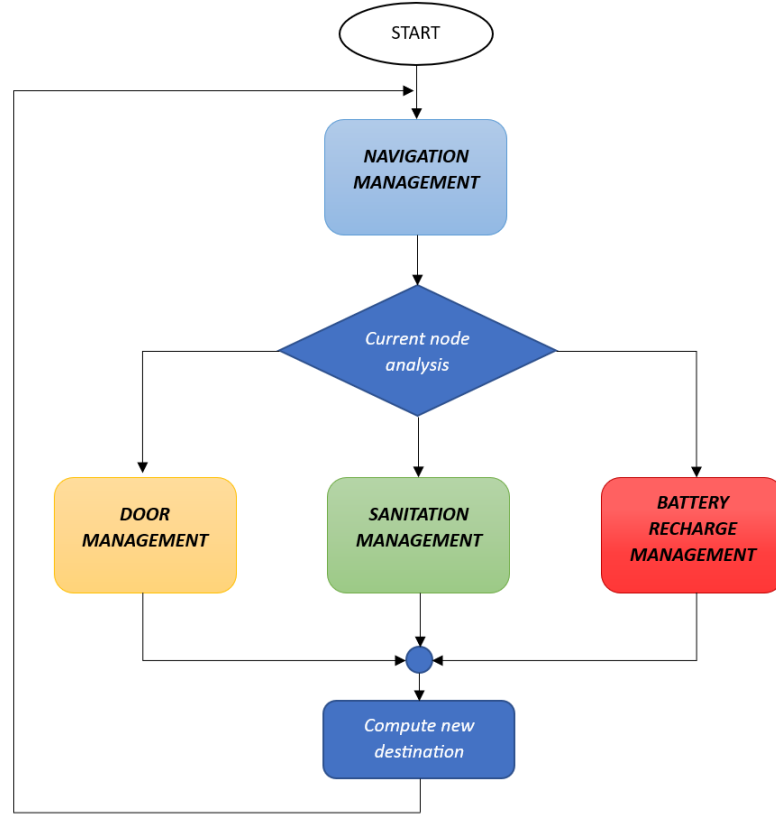 START
NAVIGATION
MANAGEMENT
Current node
analysis
DOOR
MANAGEMENT
SANITATION
MANAGEMENT
BATTERY
RECHARGE
MANAGEMENT
Compute new
destination